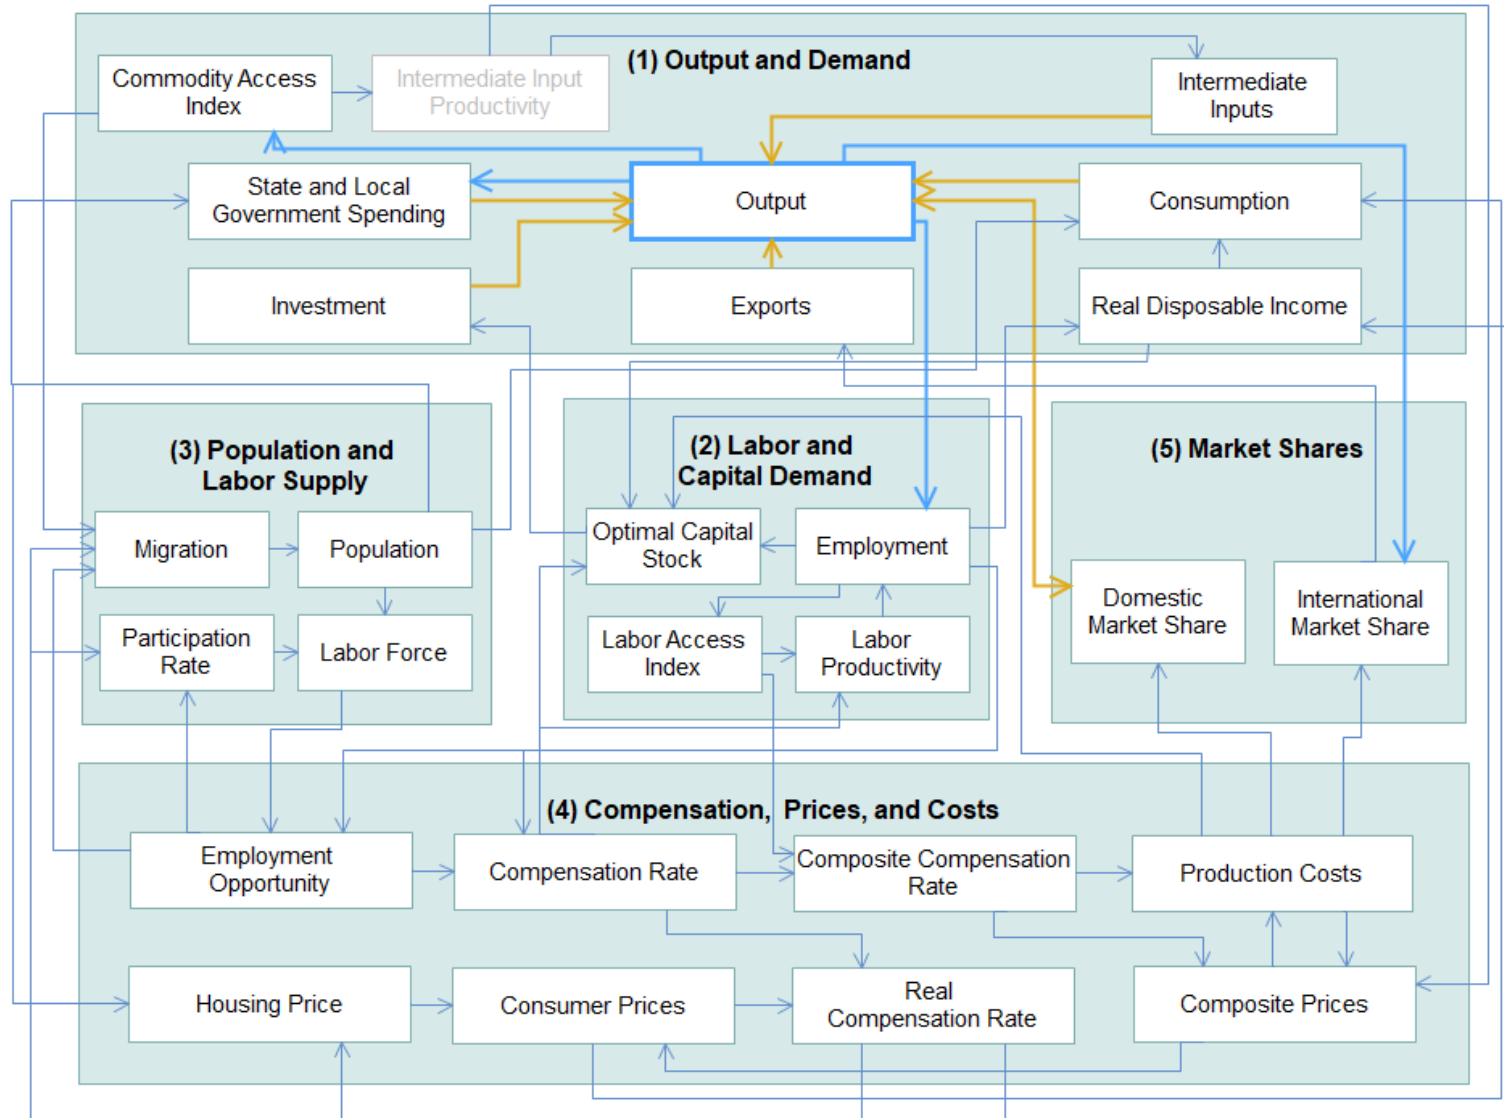 (1) Output and Demand
Commodity Access
Index
Intermediate Input
Productivity
Intermediate
Inputs
State and Local
Government Spending
Output
Consumption
Investment
Exports
Real Disposable Income
(3) Population and
Labor Supply
Migration
Population
Participation
Rate
Labor Force
(2) Labor and
Capital Demand
Optimal Capital
Stock
Employment
Labor Access
Index
Labor
Productivity
(5) Market Shares
Domestic
Market Share
International
Market Share
(4) Compensation, Prices, and Costs
Employment
Opportunity
Compensation Rate
Composite Compensation
Rate
Production Costs
Housing Price
Consumer Prices
Real
Compensation Rate
Composite Prices